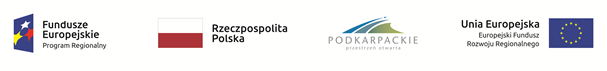 Fundusze
Europejskie
Program Regionalny
Rzeczpospolita
Polska
PODKARPACKIE
przestrzeń otwarta
Unia Europejska
Europejski Fundusz
Rozwoju Regionalnego